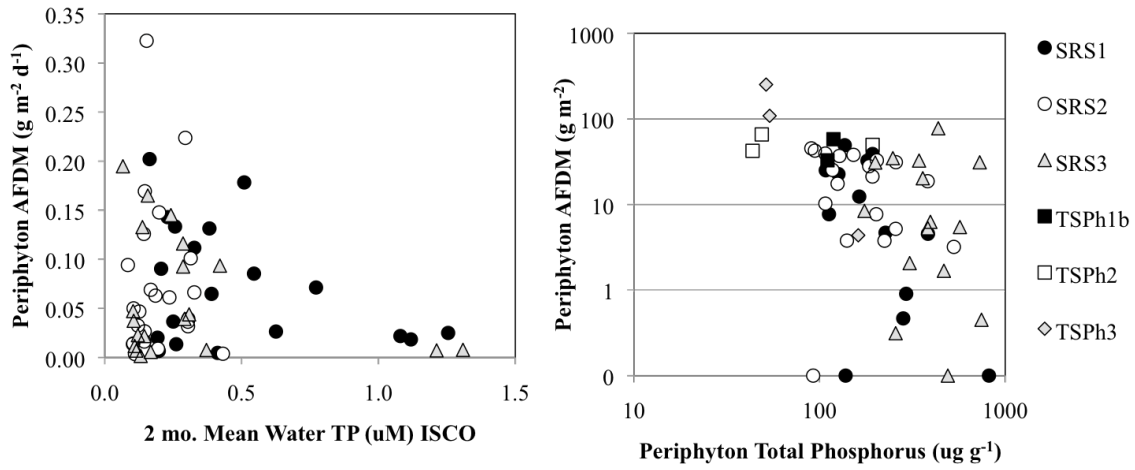 0.35
0.30
0.25
0.20
0.15
0.10
0.05
0.00
Periphyton AFDM (g m⁻² d⁻¹)
0.0 0.5 1.0 1.5
2 mo. Mean Water TP (uM) ISCO
1000
100
10
1
0
Periphyton AFDM (g m⁻²)
10 100 1000
Periphyton Total Phosphorus (ug g⁻¹)
SRS1
SRS2
SRS3
TSPh1b
TSPh2
TSPh3